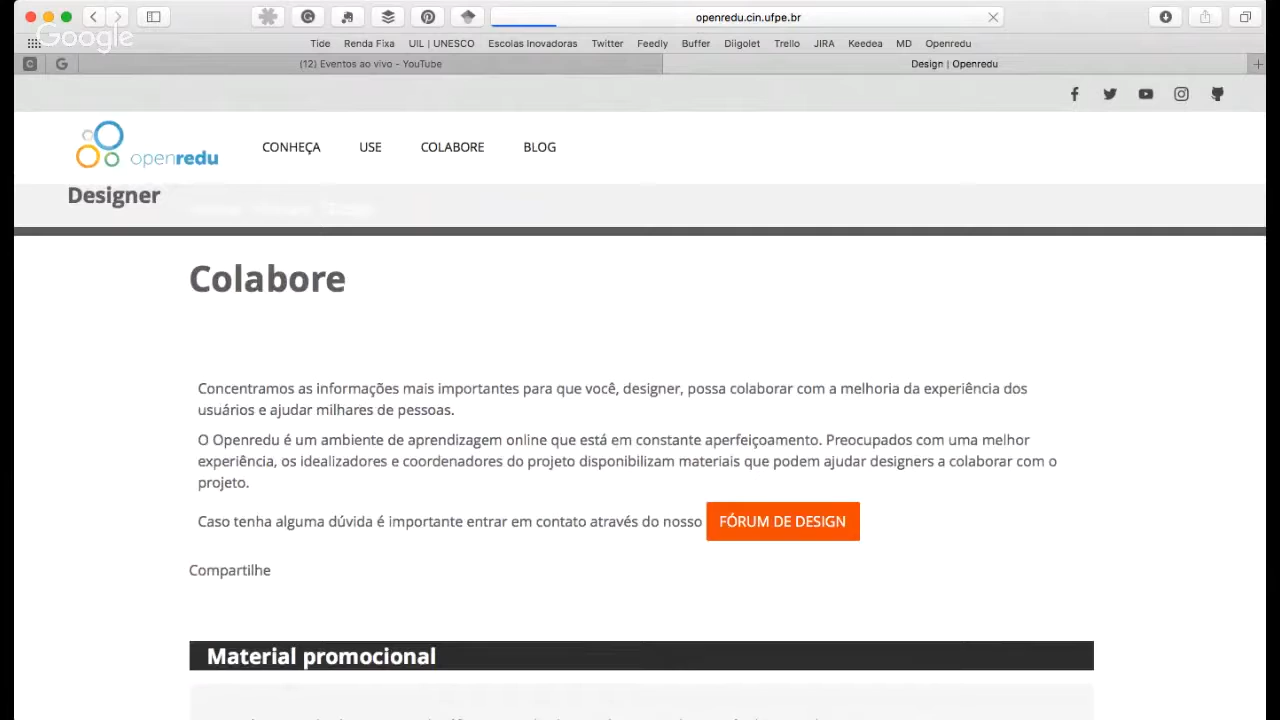 openredu.cin.ufpe.br
Google
Tide Renda Fixa UIL | UNESCO Escolas Inovadoras Twitter Feedly Buffer Diigolet Trello JIRA Keedea MD Openredu
(12) Eventos ao vivo - YouTube
Design | Openredu
openredu
CONHEÇA USE COLABORE BLOG
Designer
Colabore
Concentramos as informações mais importantes para que você, designer, possa colaborar com a melhoria da experiência dos
usuários e ajudar milhares de pessoas.
O Openredu é um ambiente de aprendizagem online que está em constante aperfeiçoamento. Preocupados com uma melhor
experiência, os idealizadores e coordenadores do projeto disponibilizam materiais que podem ajudar designers a colaborar com o
projeto.
Caso tenha alguma dúvida é importante entrar em contato através do nosso FÓRUM DE DESIGN
Compartilhe
Material promocional